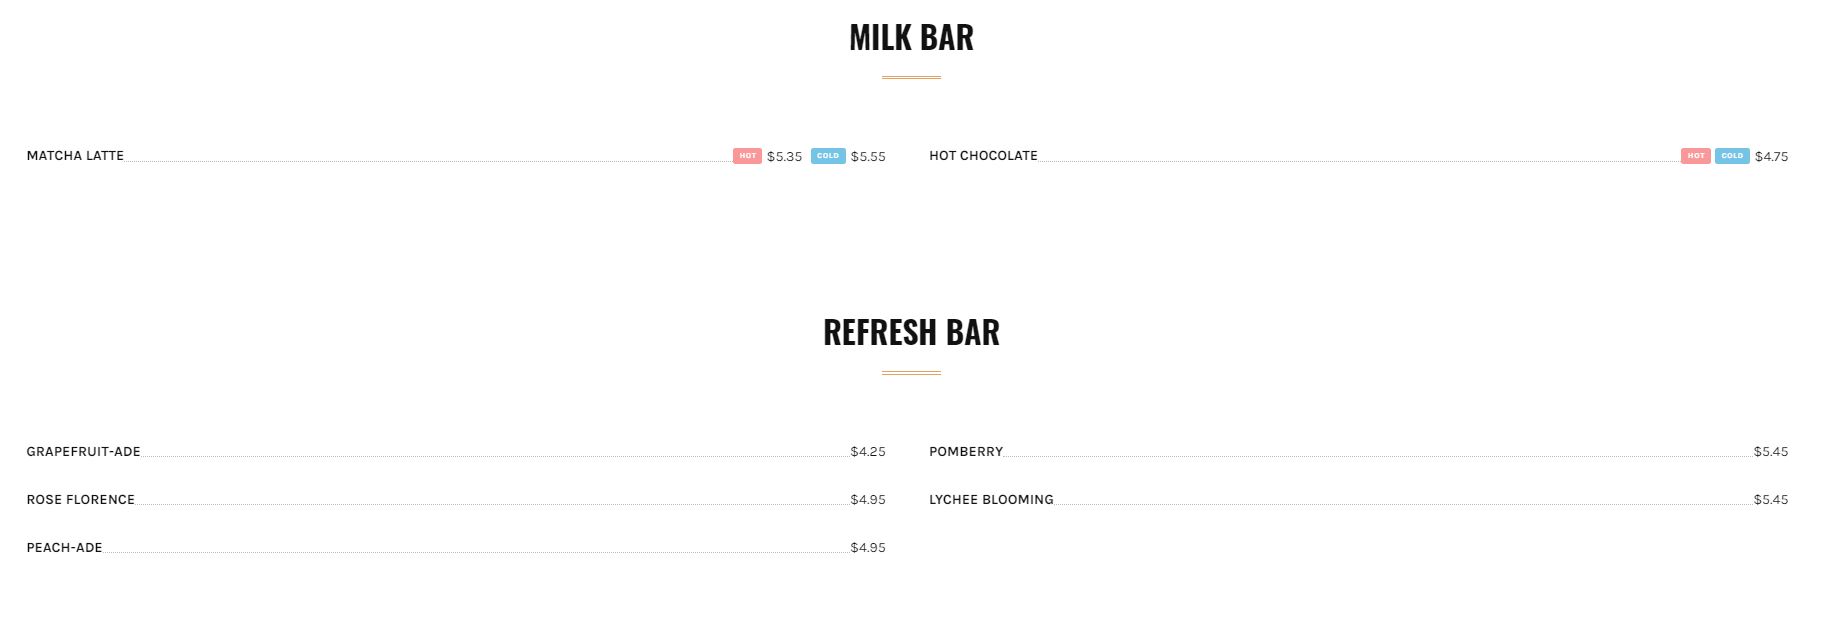 MILK BAR
MATCHA LATTE HOT $5.35 COLD $5.55
HOT CHOCOLATE HOT COLD $4.75
REFRESH BAR
GRAPEFRUIT-ADE $4.25
POMBERRY $5.45
ROSE FLORENCE $4.95
LYCHEE BLOOMING $5.45
PEACH-ADE $4.95